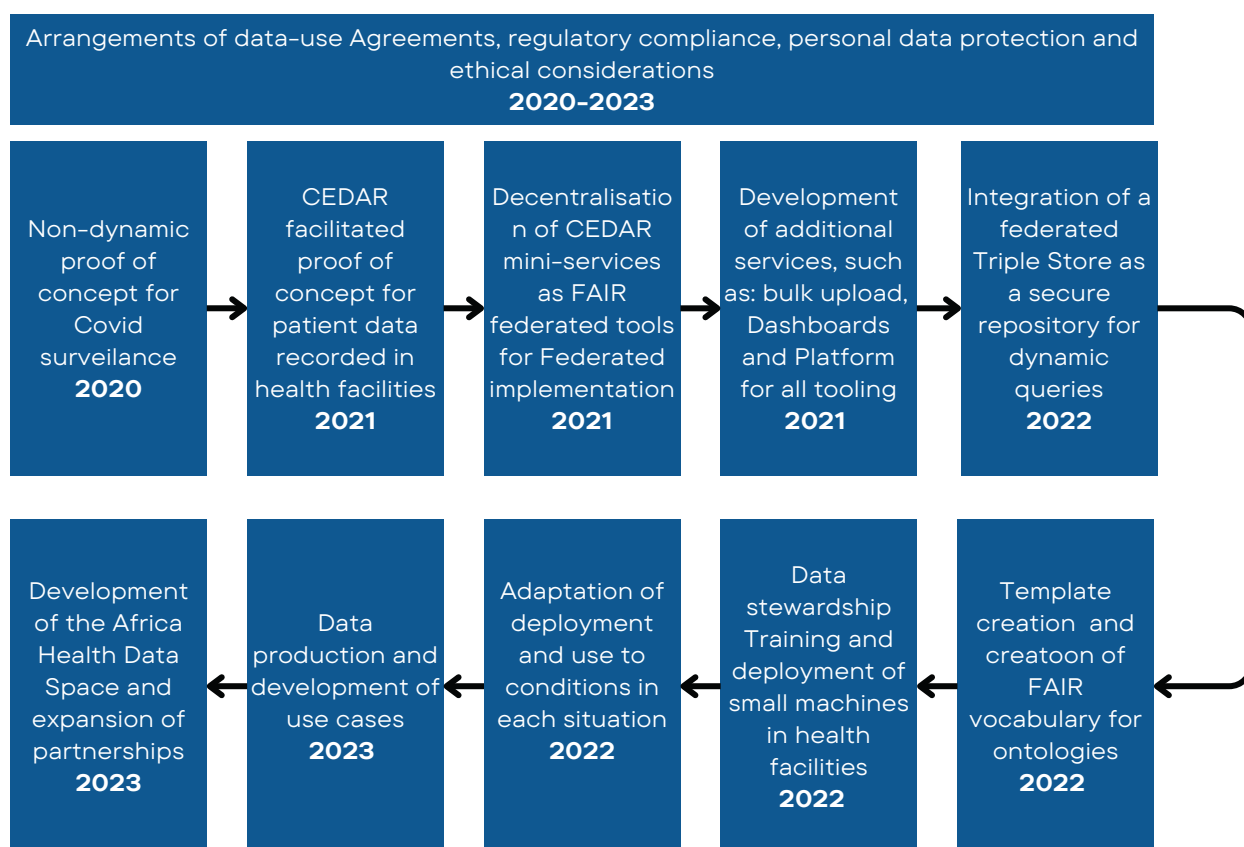 Arrangements of data-use Agreements, regulatory compliance, personal data protection and
ethical considerations
2020-2023
Non-dynamic
proof of
concept for
Covid
surveilance
2020
CEDAR
facilitated
proof of
concept for
patient data
recorded in
health facilities
2021
Decentralisatio
n of CEDAR
mini-services
as FAIR
federated tools
for Federated
implementation
2021
Development
of additional
services, such
as: bulk upload,
Dashboards
and Platform
for all tooling
2021
Integration of a
federated
Triple Store as
a secure
repository for
dynamic
queries
2022
Template
creation and
creatoon of
FAIR
vocabulary for
ontologies
2022
Data
stewardship
Training and
deployment of
small machines
in health
facilities
2022
Adaptation of
deployment
and use to
conditions in
each situation
2022
Data
production and
development of
use cases
2023
Development
of the Africa
Health Data
Space and
expansion of
partnerships
2023